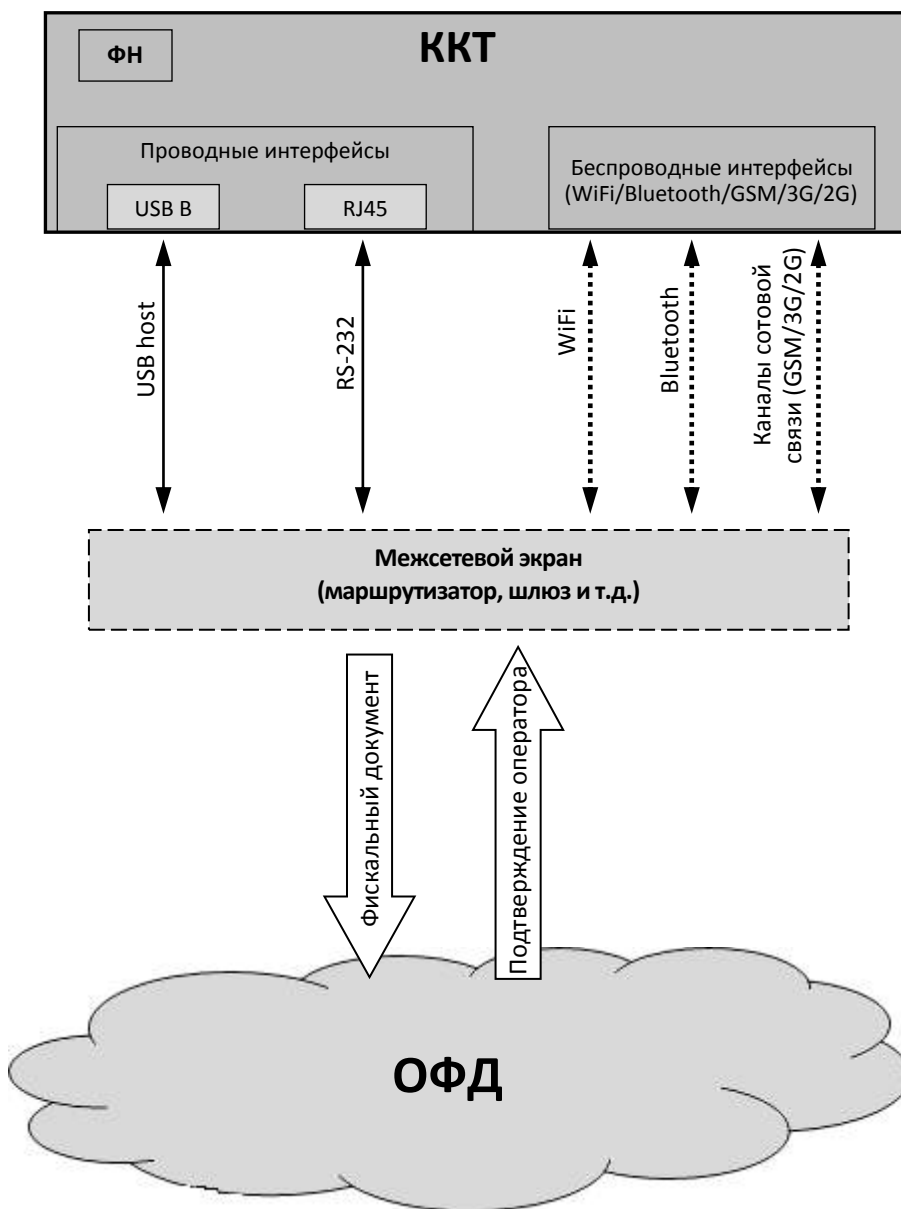 ККТ
ФН
Проводные интерфейсы
USB B
RJ45
Беспроводные интерфейсы
(WiFi/Bluetooth/GSM/3G/2G)
USB host
RS-232
WiFi
Bluetooth
Каналы сотовой
связи (GSM/3G/2G)
Межсетевой экран
(маршрутизатор, шлюз и т.д.)
Фискальный документ
Подтверждение оператора
ОФД